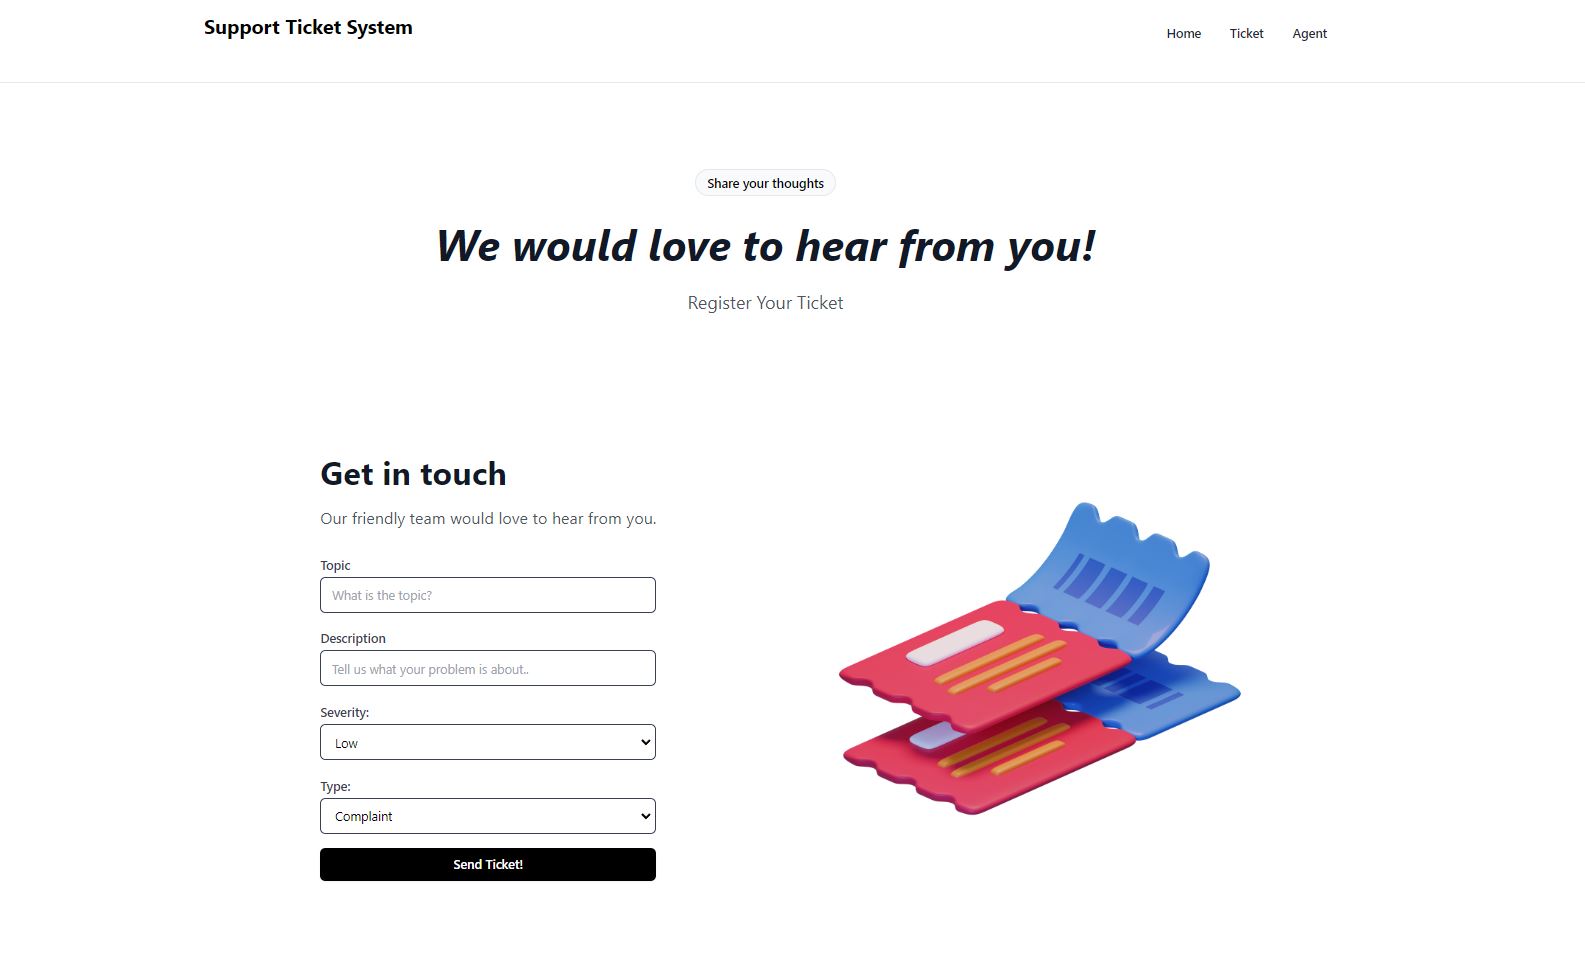 Support Ticket System
Home Ticket Agent
Share your thoughts
We would love to hear from you!
Register Your Ticket
Get in touch
Our friendly team would love to hear from you.
Topic
What is the topic?
Description
Tell us what your problem is about..
Severity:
Low
Type:
Complaint
Send Ticket!